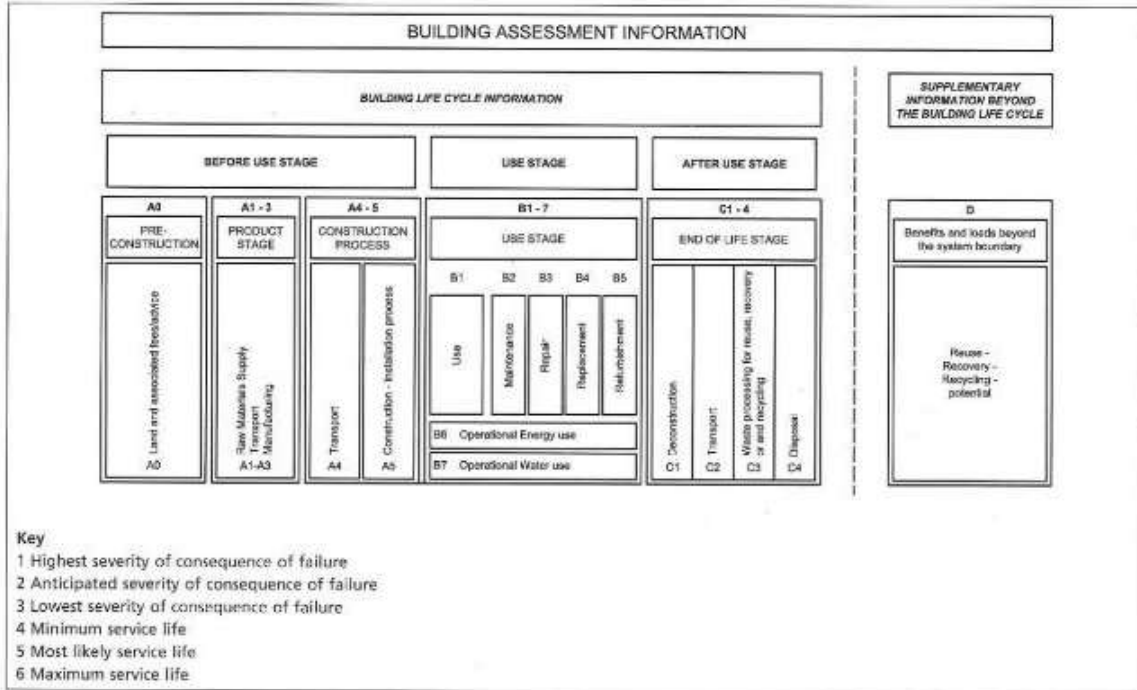 BUILDING ASSESSMENT INFORMATION
BUILDING LIFE CYCLE INFORMATION
SUPPLEMENTARY
INFORMATION BEYOND
THE BUILDING LIFE CYCLE
BEFORE USE STAGE
USE STAGE
AFTER USE STAGE
A0
PRE-
CONSTRUCTION
Land and associated fees/advice
A0
A1 - 3
PRODUCT
STAGE
Raw Materials Supply
Transport
Manufacturing
A1-A3
A4 - 5
CONSTRUCTION
PROCESS
Transport
A4
Construction - Installation process
A5
B1 - 7
USE STAGE
B1
Use
B2
Maintenance
B3
Repair
B4
Replacement
B5
Refurbishment
B6 Operational Energy use
B7 Operational Water use
C1 - 4
END OF LIFE STAGE
Deconstruction
C1
Transport
C2
Waste processing for reuse, recovery
or and recycling
C3
Disposal
C4
D
Benefits and loads beyond
the system boundary
Reuse -
Recovery -
Recycling -
potential
Key
1 Highest severity of consequence of failure
2 Anticipated severity of consequence of failure
3 Lowest severity of consequence of failure
4 Minimum service life
5 Most likely service life
6 Maximum service life